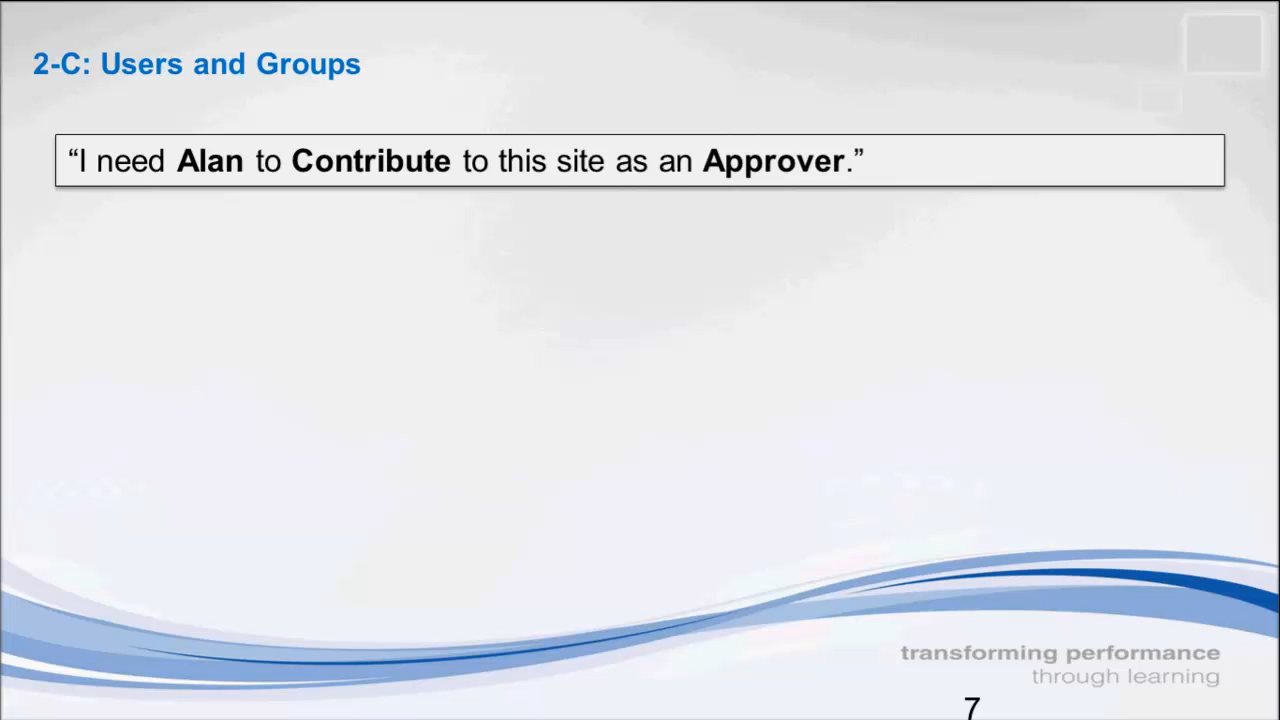 2-C: Users and Groups
“I need Alan to Contribute to this site as an Approver.”
transforming performance
through learning
7